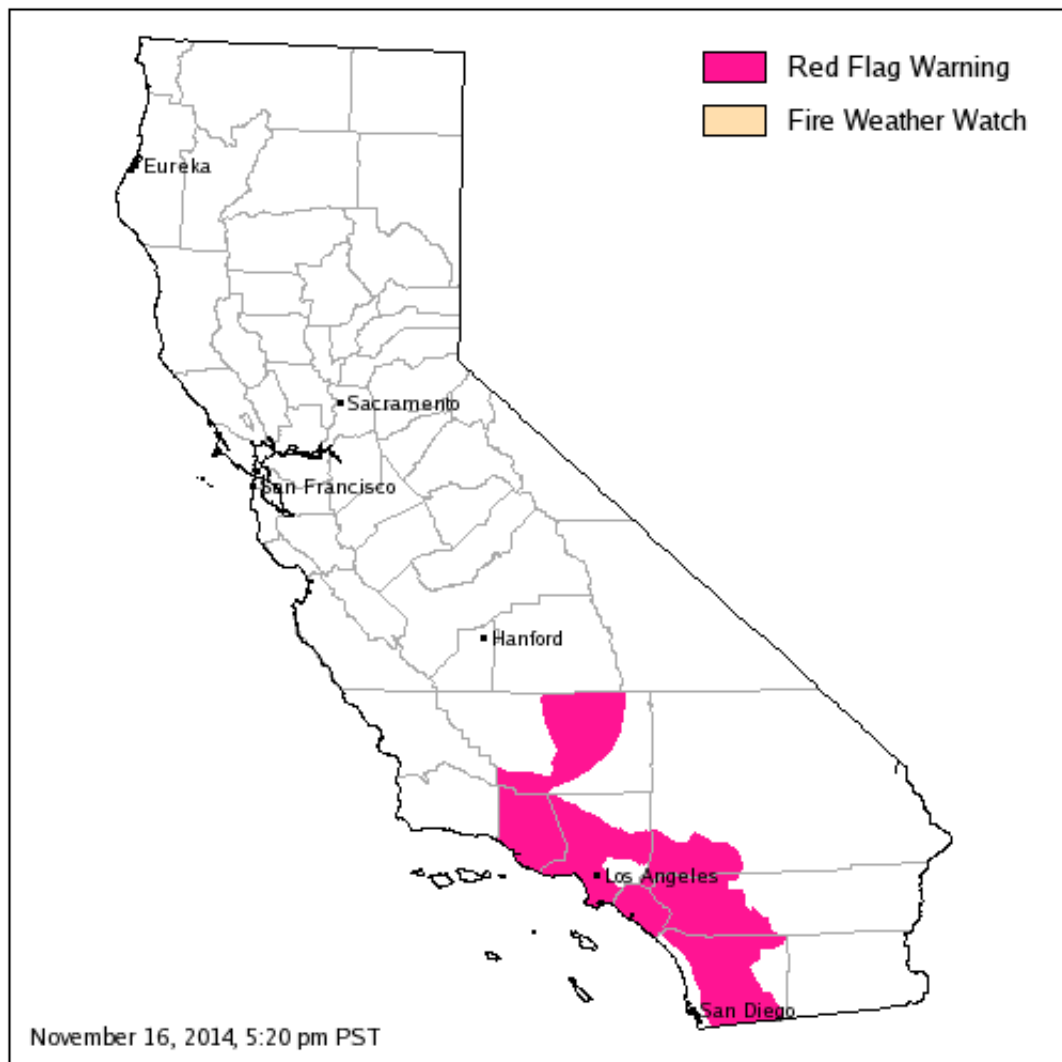 Red Flag Warning
Fire Weather Watch
Eureka
Sacramento
San Francisco
Hanford
Los Angeles
San Diego
November 16, 2014, 5:20 pm PST